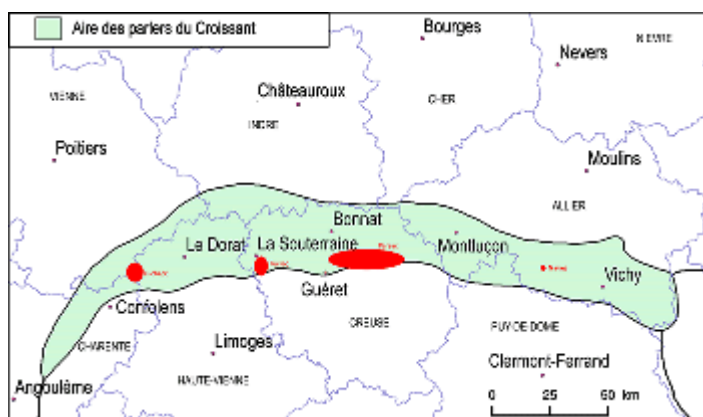 Aire des parlers du Croissant
Bourges
NIEVRE
Nevers
Châteauroux
VIENNE
INDRE
CHER
Poitiers
Moulins
ALLIER
Bonnat
Le Dorat
La Souterraine
Montluçon
Vichy
Guéret
Confolens
CREUSE
PUY DE DOME
CHARENTE
Limoges
Clermont-Ferrand
HAUTE-VIENNE
Angoulême
0 25 50 km